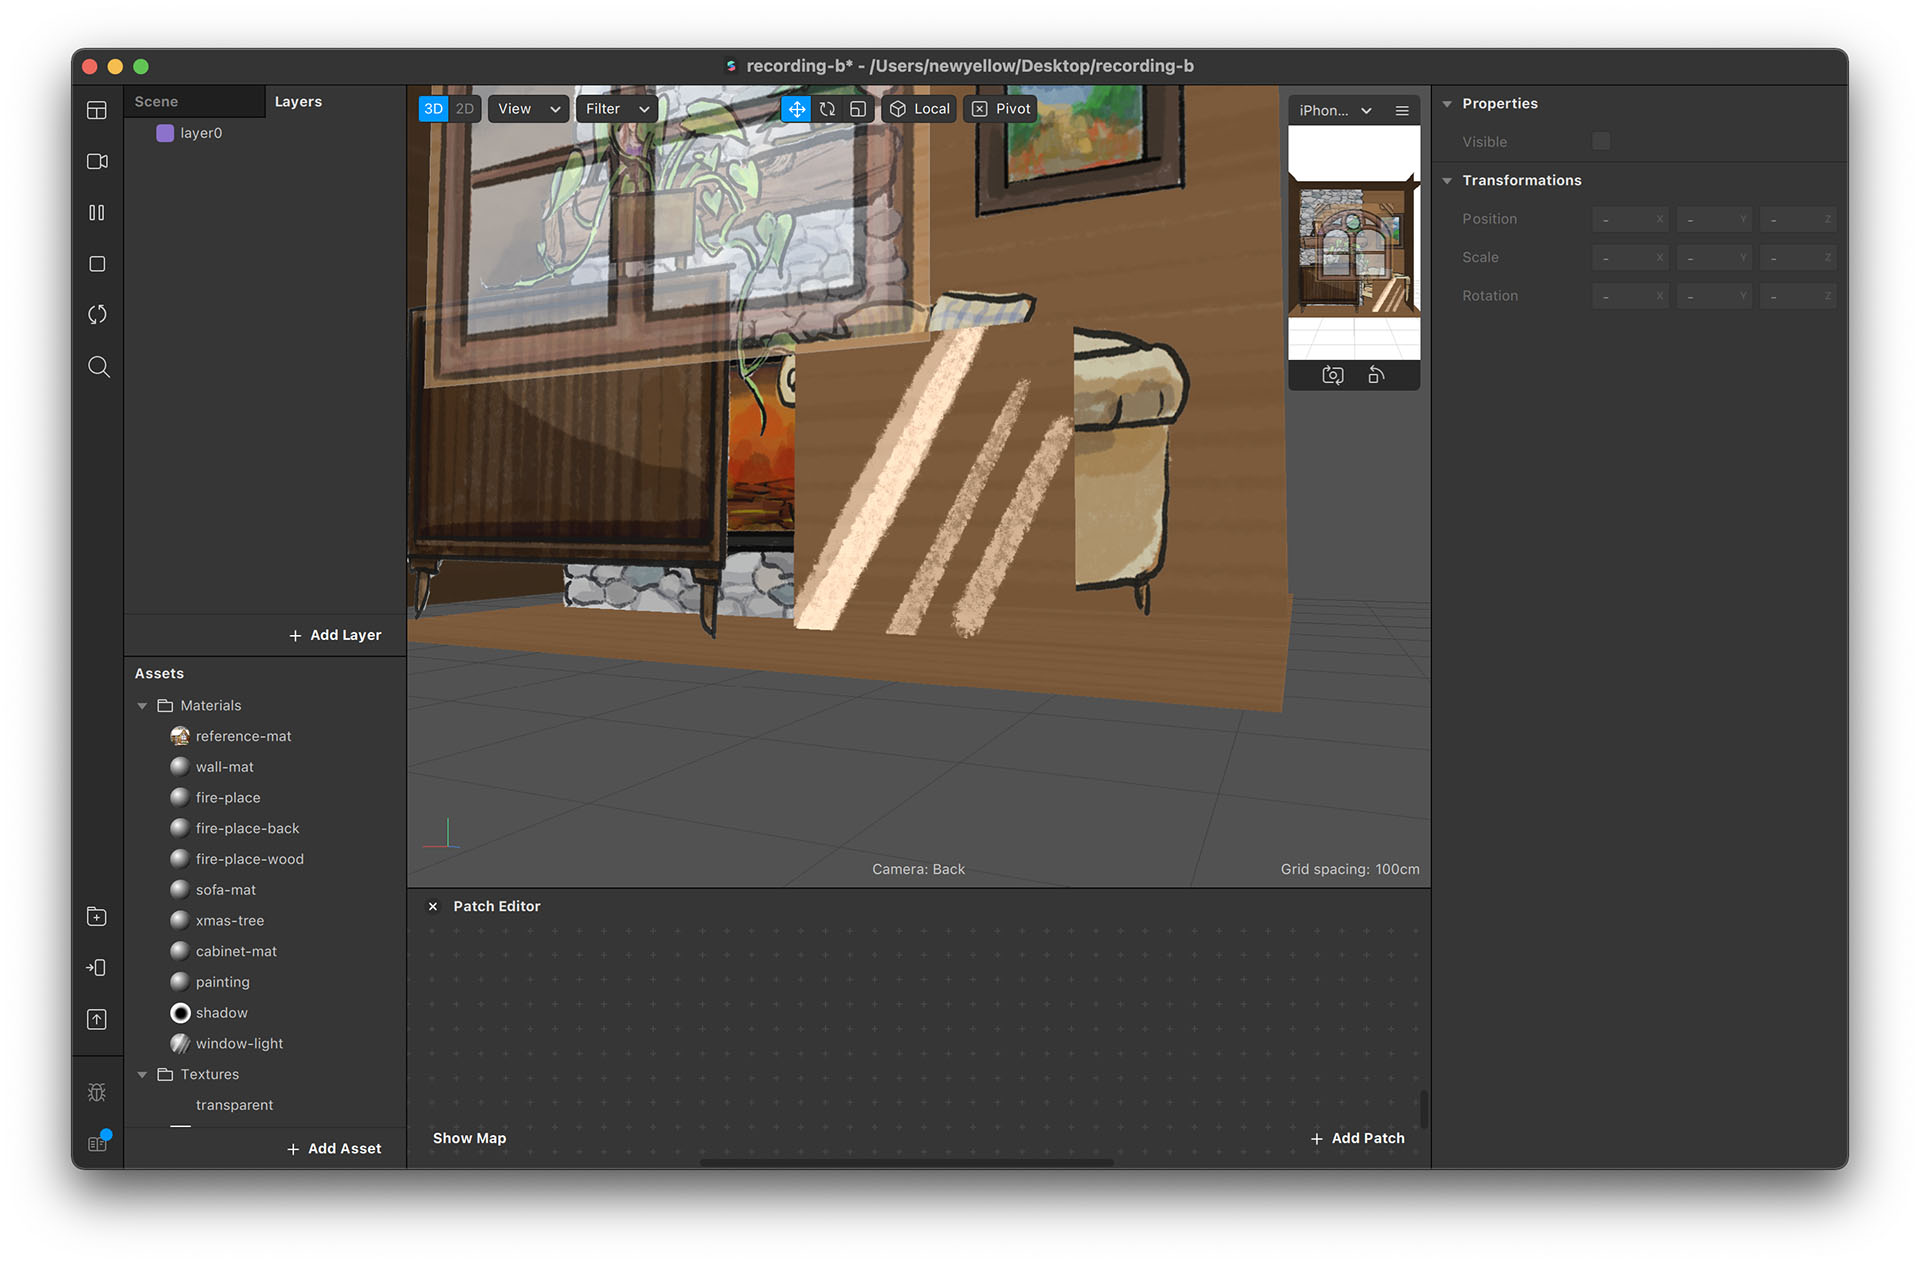 recording-b* - /Users/newyellow/Desktop/recording-b
Scene
Layers
layer0
+ Add Layer
Assets
Materials
reference-mat
wall-mat
fire-place
fire-place-back
fire-place-wood
sofa-mat
xmas-tree
cabinet-mat
painting
shadow
window-light
Textures
transparent
+ Add Asset
3D 2D View Filter Local Pivot
iPhon...
Camera: Back
Grid spacing: 100cm
Patch Editor
Show Map
+ Add Patch
Properties
Visible
Transformations
Position - X - Y - Z
Scale - X - Y - Z
Rotation - X - Y - Z